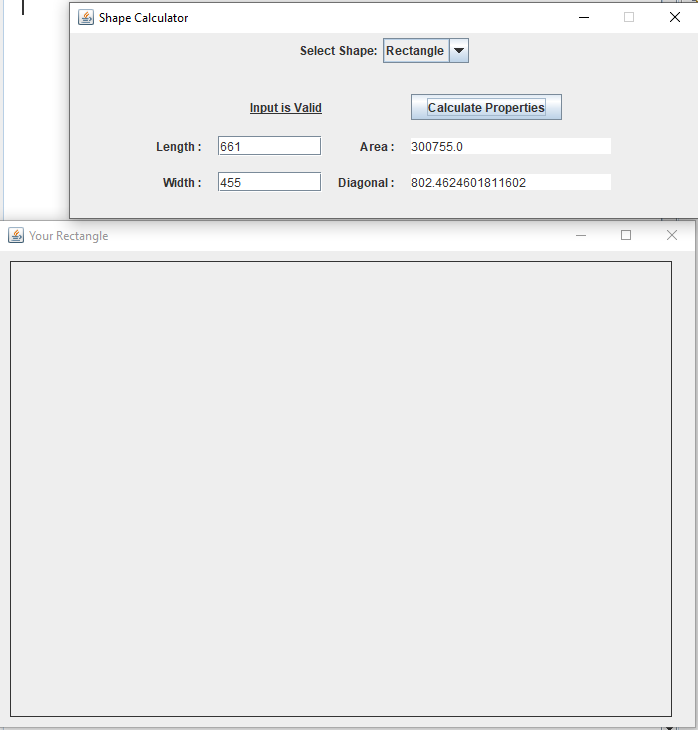 Shape Calculator
Select Shape: Rectangle
Input is Valid Calculate Properties
Length : 661 Area : 300755.0
Width : 455 Diagonal : 802.4624601811602
Your Rectangle